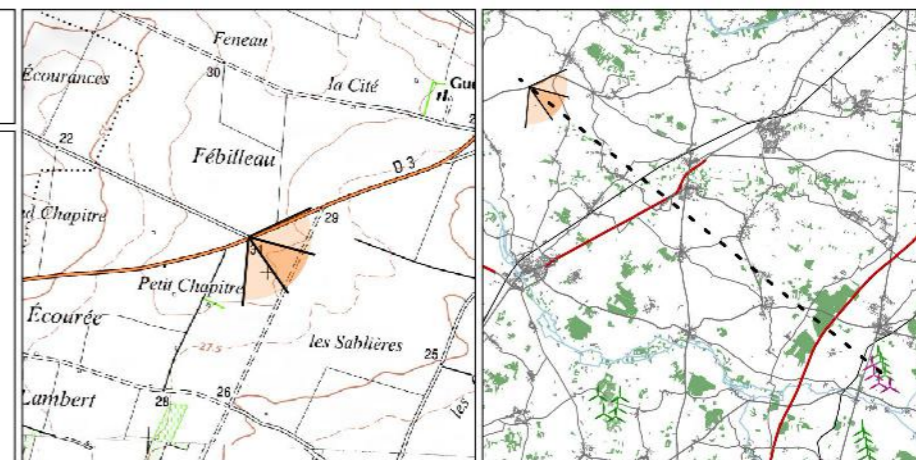 Feneau
Écourances
30
la Cité
22
Fébilleau
D 3
Chapitre
29
31
Petit Chapitre
Écourée
27.5
les Sablières
25
Lambert
28
26
les